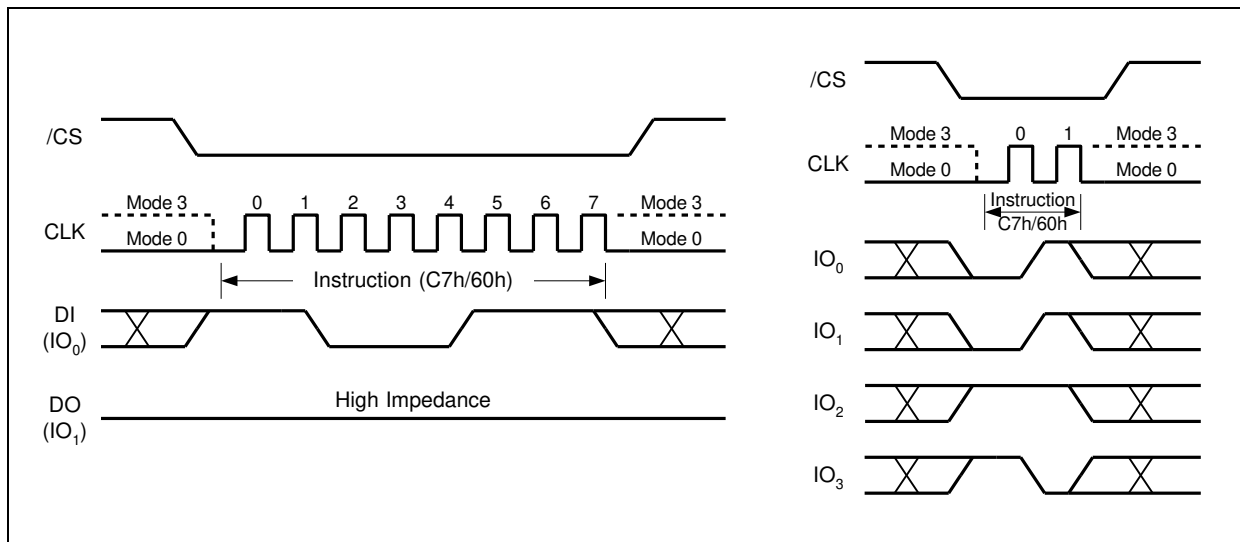 /CS
Mode 3 0 1 2 3 4 5 6 7 Mode 3
CLK Mode 0 Mode 0
Instruction (C7h/60h)
DI
(IO0)
High Impedance
DO
(IO1)
/CS
Mode 3 0 1 Mode 3
CLK Mode 0 Mode 0
Instruction
C7h/60h
IO0
IO1
IO2
IO3